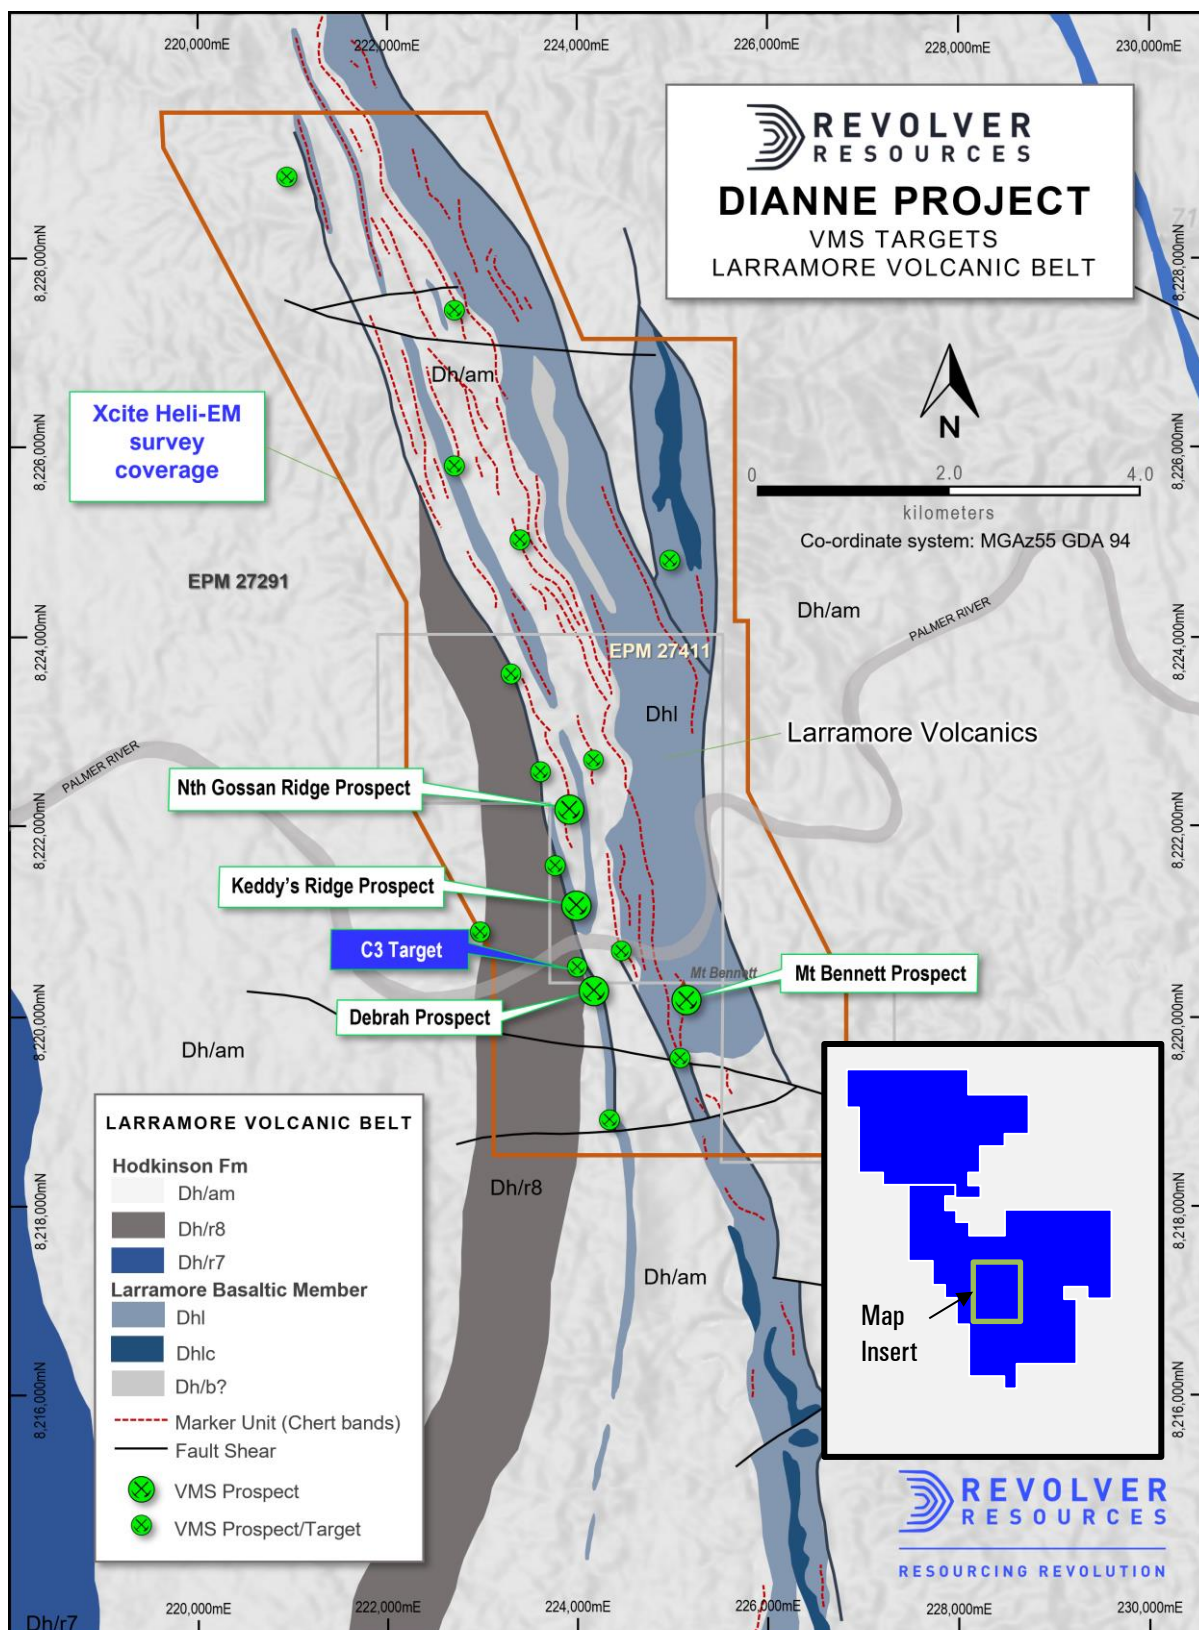 220,000mE
222,000mE
224,000mE
226,000mE
228,000mE
230,000mE
REVOLVER
RESOURCES
DIANNE PROJECT
VMS TARGETS
LARRAMORE VOLCANIC BELT
8,228,000mN
8,228,000mN
Dh/am
N
Xcite Heli-EM
survey
coverage
8,226,000mN
8,226,000mN
0
2.0
4.0
kilometers
Co-ordinate system: MGAz55 GDA 94
EPM 27291
Dh/am
PALMER RIVER
8,224,000mN
8,224,000mN
EPM 27411
Dhl
Larramore Volcanics
PALMER RIVER
Nth Gossan Ridge Prospect
8,222,000mN
8,222,000mN
Keddy's Ridge Prospect
C3 Target
Mt Bennett
Mt Bennett Prospect
Debrah Prospect
8,220,000mN
8,220,000mN
Dh/am
LARRAMORE VOLCANIC BELT
Hodkinson Fm
Dh/am
Dh/r8
Dh/r7
Larramore Basaltic Member
Dhl
Dhlc
Dh/b?
Marker Unit (Chert bands)
Fault Shear
VMS Prospect
VMS Prospect/Target
Dh/r8
8,218,000mN
8,218,000mN
Dh/am
Map
Insert
8,216,000mN
8,216,000mN
REVOLVER
RESOURCES
RESOURCING REVOLUTION
Dh/r7
220,000mE
222,000mE
224,000mE
226,000mE
228,000mE
230,000mE